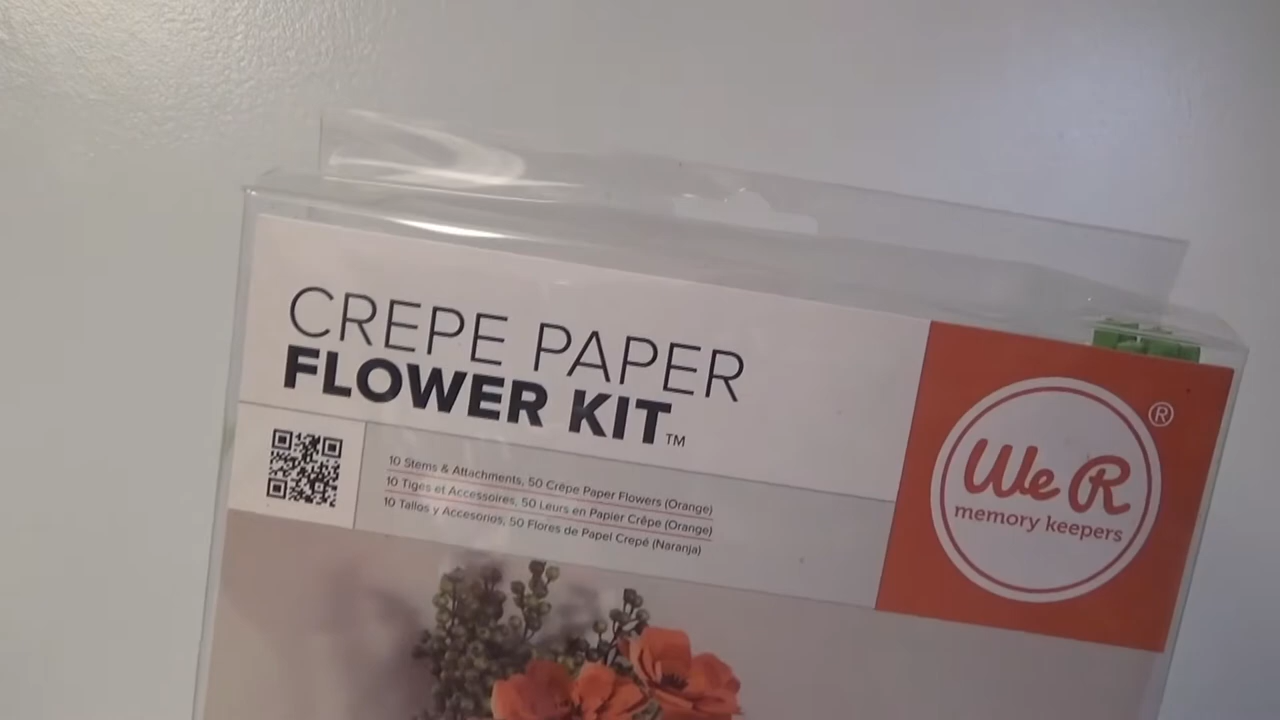 CREPE PAPER
FLOWER KIT™
10 Stems & Attachments, 50 Crepe Paper Flowers (Orange)
10 Tiges et Accessoires, 50 Leurs en Papier Crêpe (Orange)
10 Tallos y Accesorios, 50 Flores de Papel Crepé (Naranja)
We R®
memory keepers